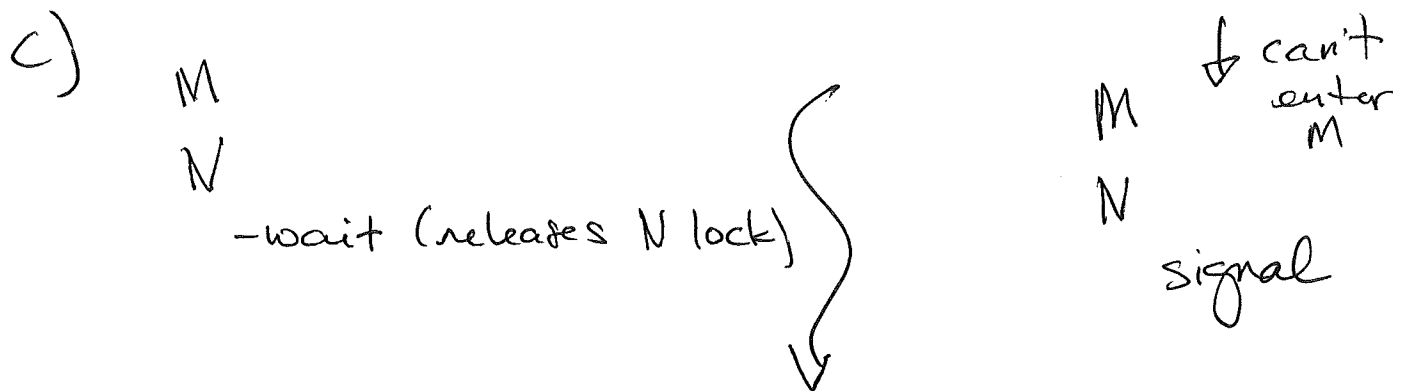 c)
M
N
-wait (releases N lock)
M
N
signal
can't
enter
M